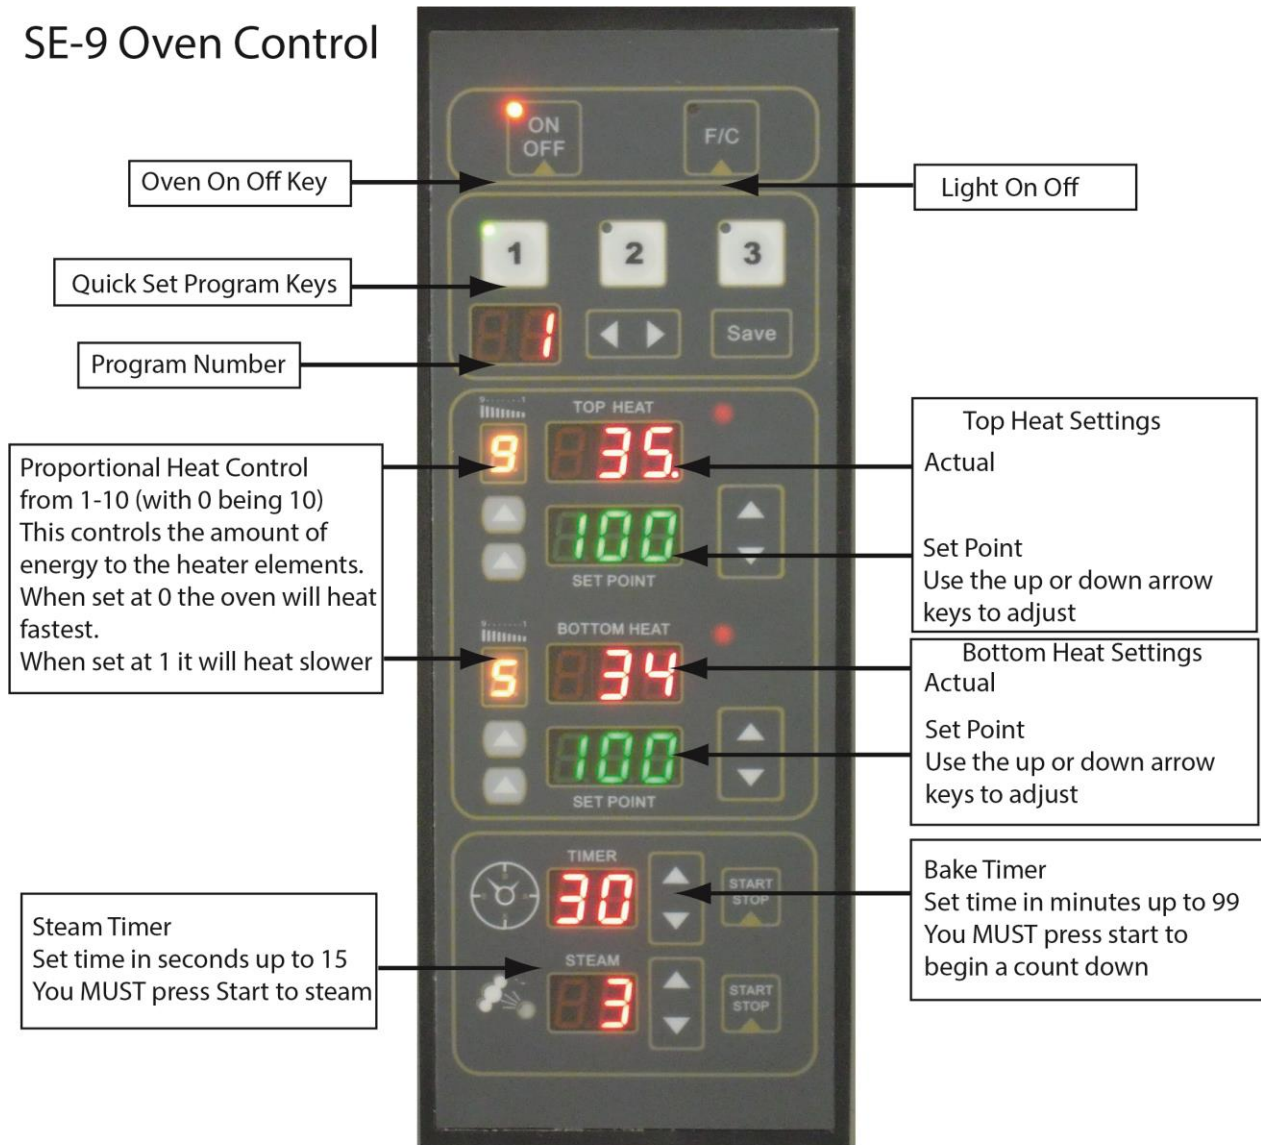 SE-9 Oven Control
ON
OFF
F/C
Oven On Off Key
Light On Off
1
2
3
Quick Set Program Keys
1
Save
Program Number
9······1
TOP HEAT
9
35.
Top Heat Settings
Actual
Proportional Heat Control
from 1-10 (with 0 being 10)
This controls the amount of
energy to the heater elements.
When set at 0 the oven will heat
fastest.
When set at 1 it will heat slower
100
SET POINT
Set Point
Use the up or down arrow
keys to adjust
9······1
BOTTOM HEAT
5
34
Bottom Heat Settings
Actual
100
SET POINT
Set Point
Use the up or down arrow
keys to adjust
TIMER
30
START
STOP
Bake Timer
Set time in minutes up to 99
You MUST press start to
begin a count down
Steam Timer
Set time in seconds up to 15
You MUST press Start to steam
STEAM
3
START
STOP